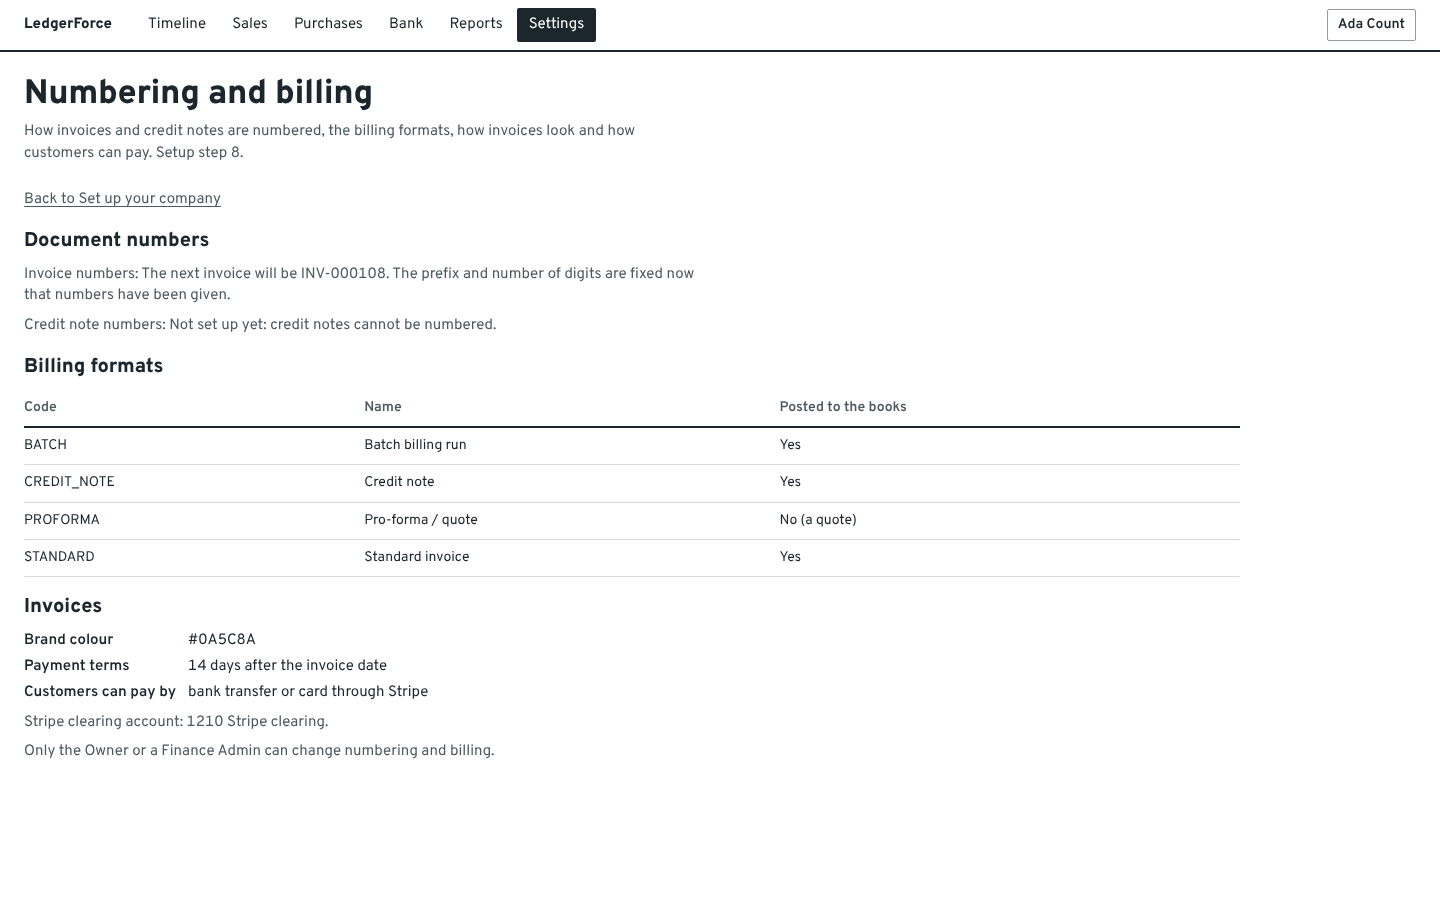 LedgerForce Timeline Sales Purchases Bank Reports Settings Ada Count
Numbering and billing
How invoices and credit notes are numbered, the billing formats, how invoices look and how
customers can pay. Setup step 8.
Back to Set up your company
Document numbers
Invoice numbers: The next invoice will be INV-000108. The prefix and number of digits are fixed now
that numbers have been given.
Credit note numbers: Not set up yet: credit notes cannot be numbered.
Billing formats
Code Name Posted to the books
BATCH Batch billing run Yes
CREDIT_NOTE Credit note Yes
PROFORMA Pro-forma / quote No (a quote)
STANDARD Standard invoice Yes
Invoices
Brand colour #0A5C8A
Payment terms 14 days after the invoice date
Customers can pay by bank transfer or card through Stripe
Stripe clearing account: 1210 Stripe clearing.
Only the Owner or a Finance Admin can change numbering and billing.